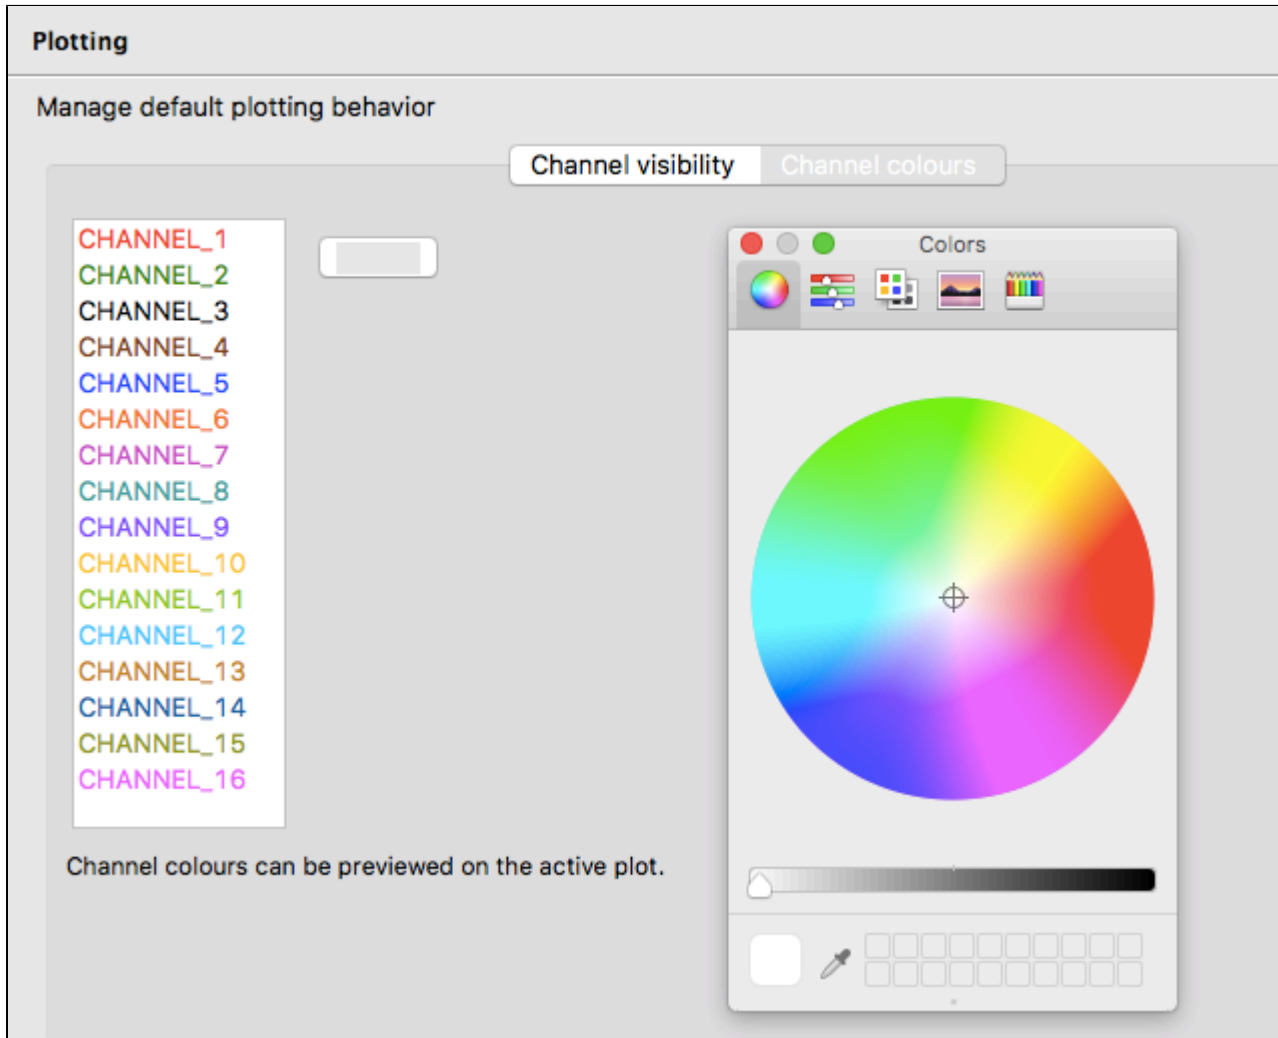 Plotting
Manage default plotting behavior
Channel visibility
Channel colours
CHANNEL_1
CHANNEL_2
CHANNEL_3
CHANNEL_4
CHANNEL_5
CHANNEL_6
CHANNEL_7
CHANNEL_8
CHANNEL_9
CHANNEL_10
CHANNEL_11
CHANNEL_12
CHANNEL_13
CHANNEL_14
CHANNEL_15
CHANNEL_16
Colors
Channel colours can be previewed on the active plot.